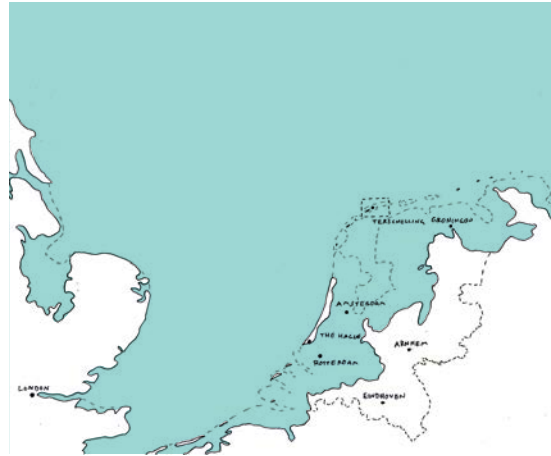 TERSCHELLING
GRONINGEN
AMSTERDAM
THE HAGUE
ROTTERDAM
ARNHEM
EINDHOVEN
LONDON